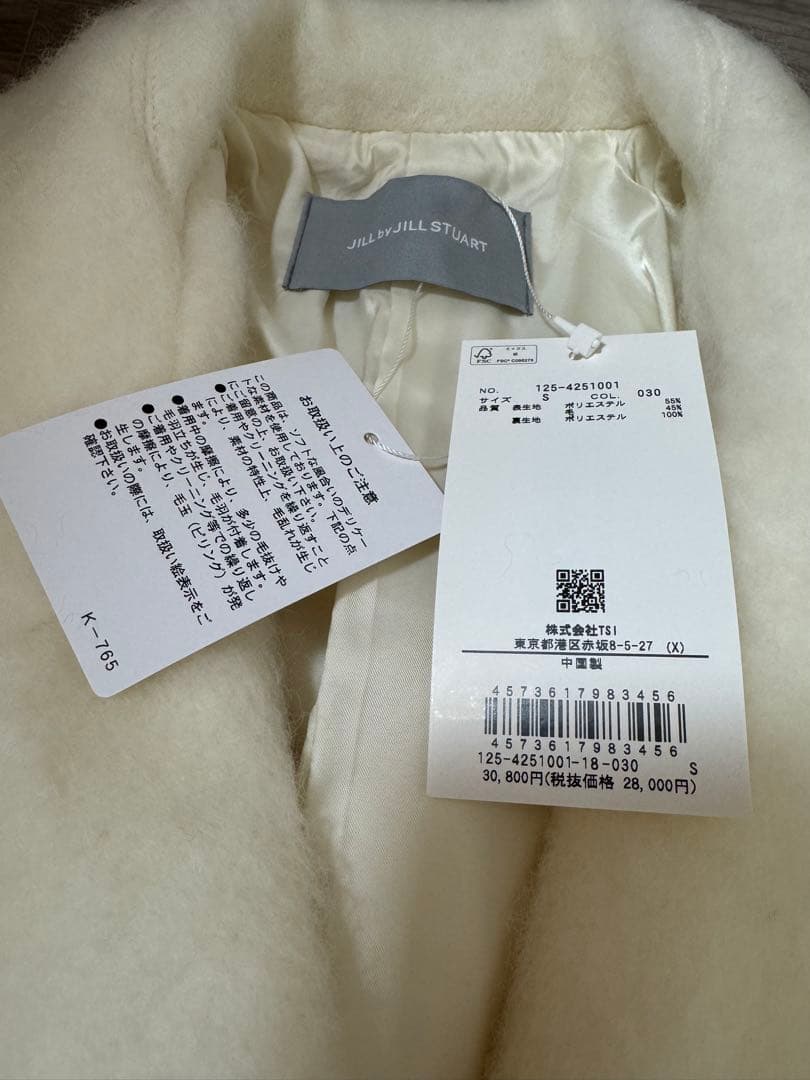 JILL by JILL STUART
お取扱い上のご注意
この商品は、ソフトな風合いのデリケー
トな素材を使用しております。下記の点
にご留意の上、お取扱い下さい。
●ご着用やクリーニングを繰り返すこと
により、素材の特性上、毛乱れが生じ
ます。
●着用中の摩擦により、多少の毛抜けや
毛羽立ちが生じ、毛羽が付着します。
●ご着用やクリーニング等での繰り返し
の摩擦により、毛玉(ピリング)が発
生します。
●お取扱いの際には、取扱い絵表示をご
確認下さい。
K-765
FSC
ミックス
紙
FSC® C095275
NO. 125-4251001
サイズ S COL. 030
品質 表生地 ポリエステル 55%
毛 45%
裏生地 ポリエステル 100%
株式会社TSI
東京都港区赤坂8-5-27 (X)
中国製
4573617983456
4573617983456
125-4251001-18-030 S
30,800円(税抜価格 28,000円)